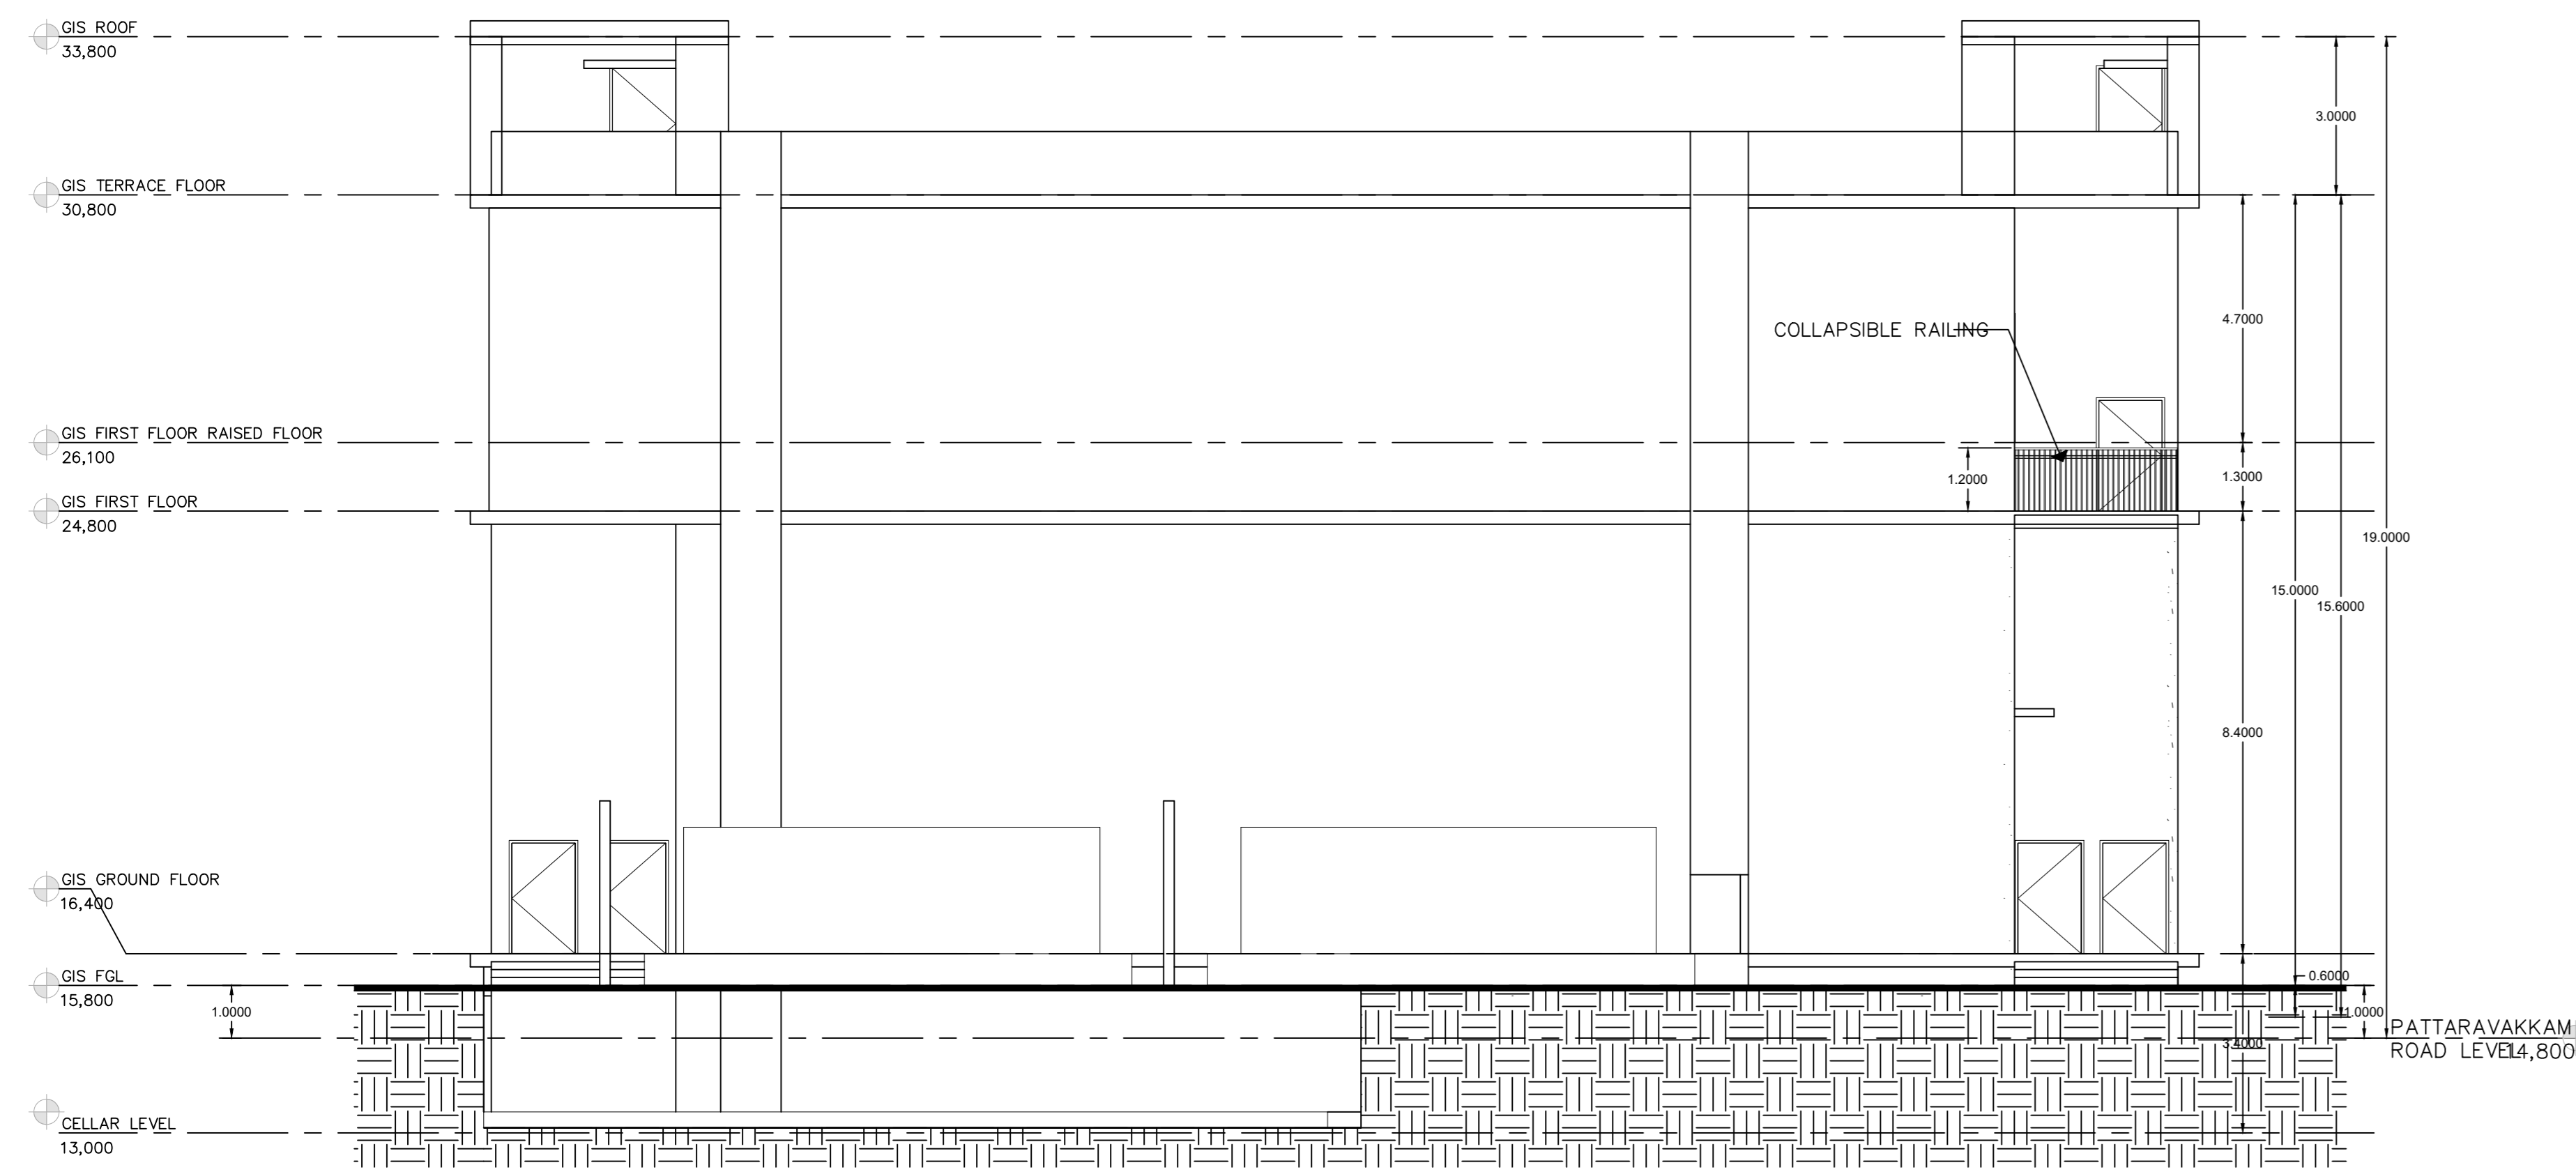 GIS ROOF
33,800
3.0000
GIS TERRACE FLOOR
30,800
4.7000
COLLAPSIBLE RAILING
GIS FIRST FLOOR RAISED FLOOR
26,100
1.2000
1.3000
GIS FIRST FLOOR
24,800
19.0000
15.0000
15.6000
8.4000
GIS GROUND FLOOR
16,400
GIS FGL
15,800
0.6000
1.0000
1.0000
PATTARAVAKKAM
ROAD LEVEL 14,800
3.4000
CELLAR LEVEL
13,000